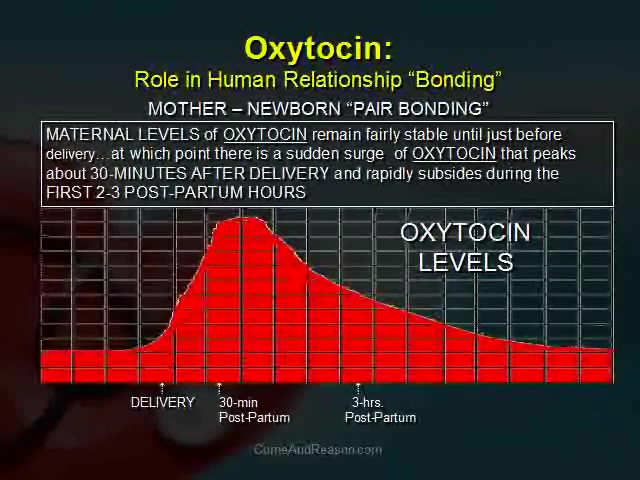 Oxytocin:
Role in Human Relationship “Bonding”
MOTHER – NEWBORN “PAIR BONDING”
MATERNAL LEVELS of OXYTOCIN remain fairly stable until just before
delivery…at which point there is a sudden surge of OXYTOCIN that peaks
about 30-MINUTES AFTER DELIVERY and rapidly subsides during the
FIRST 2-3 POST-PARTUM HOURS
OXYTOCIN
LEVELS
DELIVERY
30-min
Post-Partum
3-hrs.
Post-Partum
ComeAndReason.com